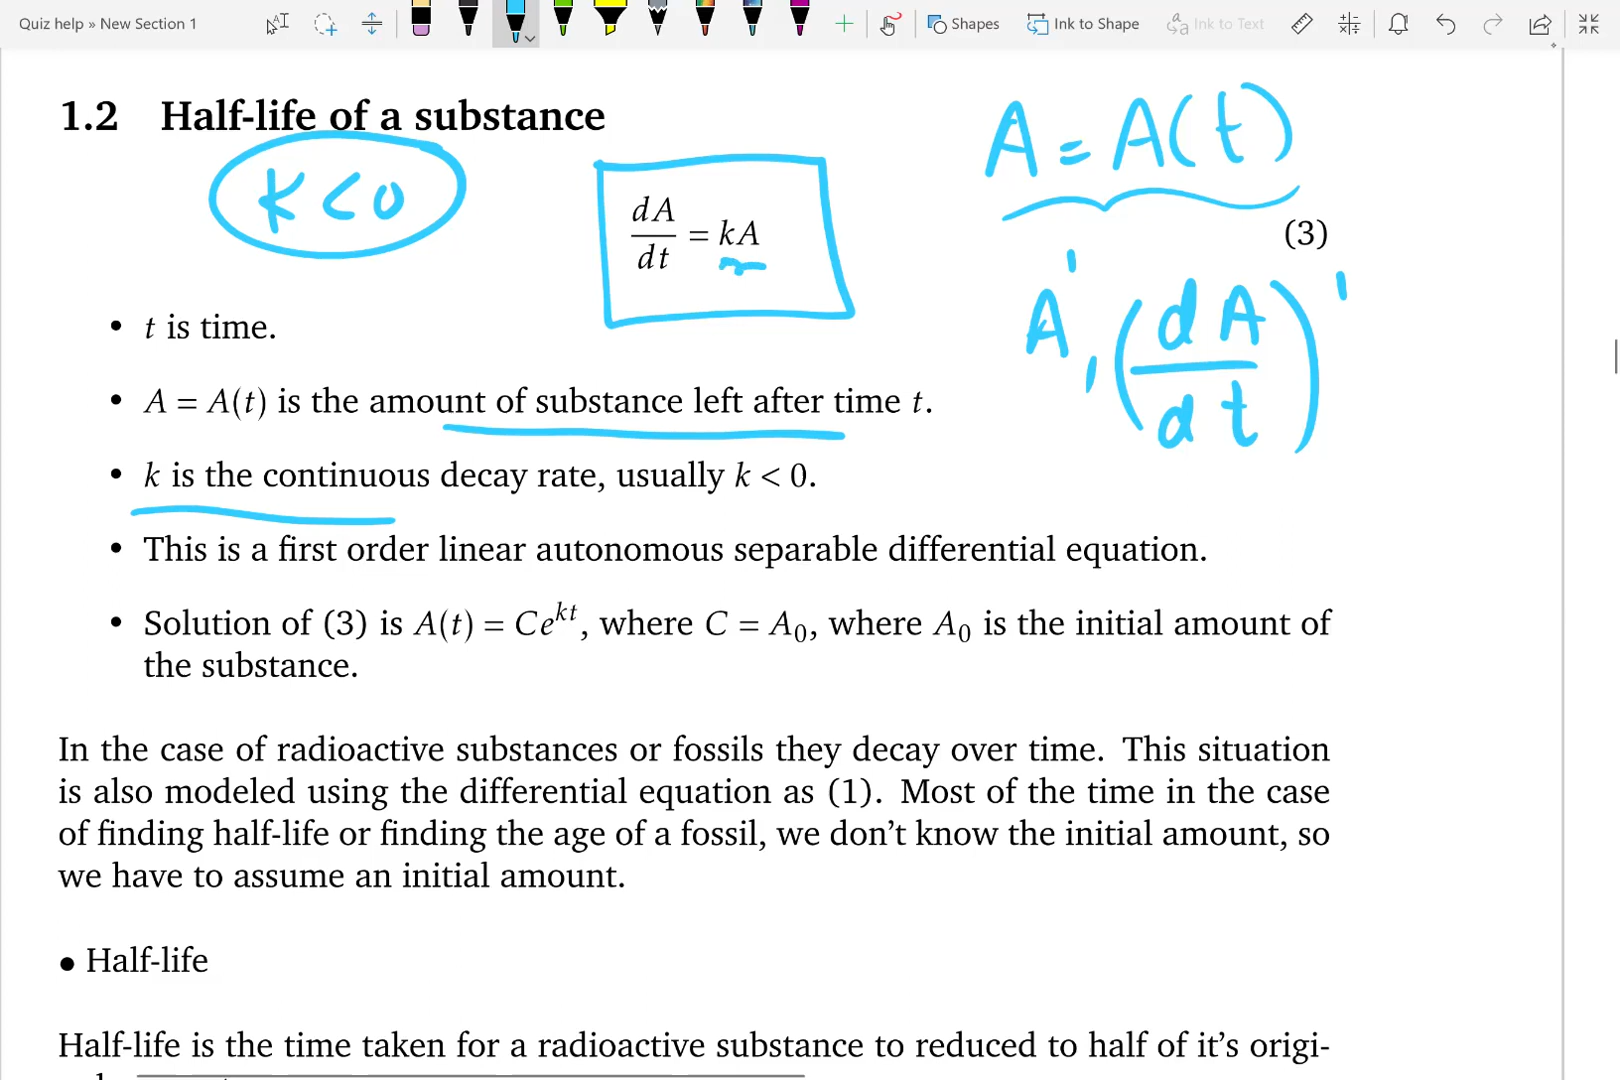 Quiz help » New Section 1
Shapes
Ink to Shape
Ink to Text
1.2 Half-life of a substance
A = A(t)
k < 0
dA/dt = kA
(3)
A', (dA/dt)'
• t is time.
• A = A(t) is the amount of substance left after time t.
• k is the continuous decay rate, usually k < 0.
• This is a first order linear autonomous separable differential equation.
• Solution of (3) is A(t) = Ce^{kt}, where C = A₀, where A₀ is the initial amount of
the substance.
In the case of radioactive substances or fossils they decay over time. This situation
is also modeled using the differential equation as (1). Most of the time in the case
of finding half-life or finding the age of a fossil, we don't know the initial amount, so
we have to assume an initial amount.
• Half-life
Half-life is the time taken for a radioactive substance to reduced to half of it's origi-